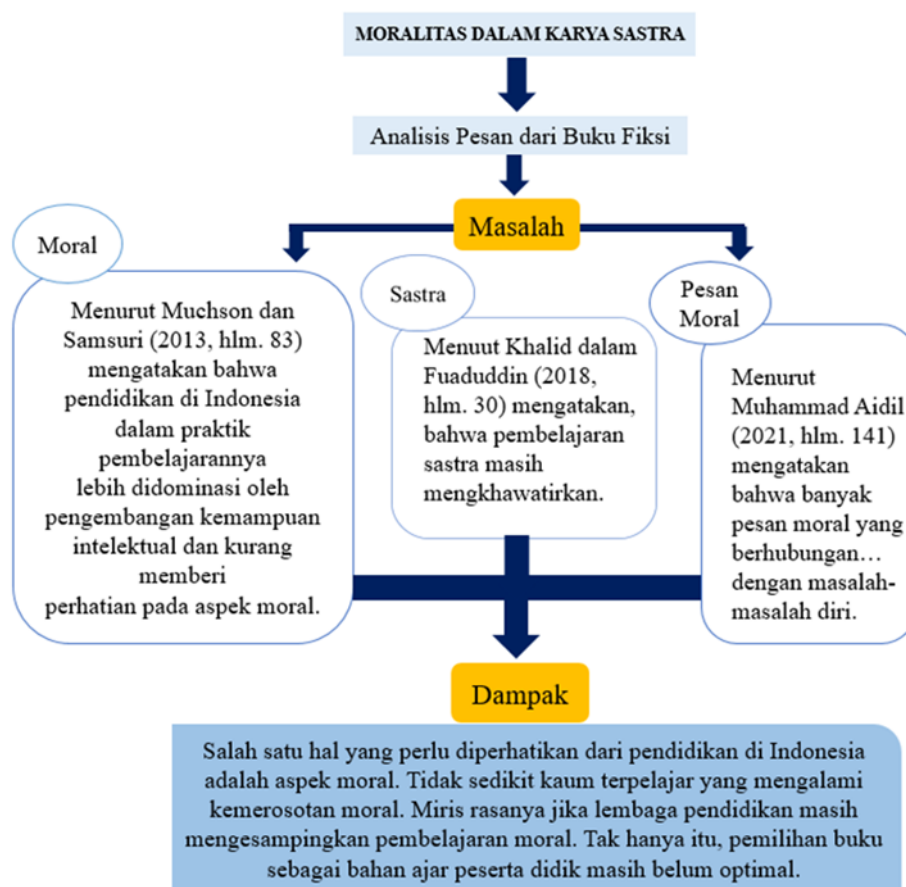 MORALITAS DALAM KARYA SASTRA
Analisis Pesan dari Buku Fiksi
Masalah
Moral
Menurut Muchson dan
Samsuri (2013, hlm. 83)
mengatakan bahwa
pendidikan di Indonesia
dalam praktik
pembelajarannya
lebih didominasi oleh
pengembangan kemampuan
intelektual dan kurang
memberi
perhatian pada aspek moral.
Sastra
Menuut Khalid dalam
Fuaduddin (2018,
hlm. 30) mengatakan,
bahwa pembelajaran
sastra masih
mengkhawatirkan.
Pesan
Moral
Menurut
Muhammad Aidil
(2021, hlm. 141)
mengatakan
bahwa banyak
pesan moral yang
berhubungan…
dengan masalah-
masalah diri.
Dampak
Salah satu hal yang perlu diperhatikan dari pendidikan di Indonesia
adalah aspek moral. Tidak sedikit kaum terpelajar yang mengalami
kemerosotan moral. Miris rasanya jika lembaga pendidikan masih
mengesampingkan pembelajaran moral. Tak hanya itu, pemilihan buku
sebagai bahan ajar peserta didik masih belum optimal.